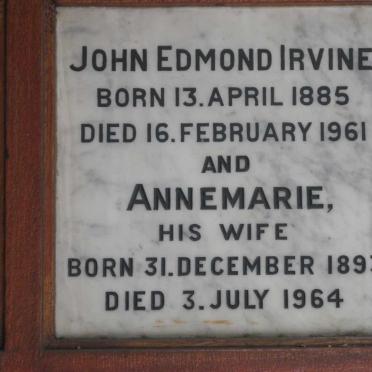 JOHN EDMOND IRVINE
BORN 13. APRIL 1885
DIED 16. FEBRUARY 1961
AND
ANNEMARIE,
HIS WIFE
BORN 31. DECEMBER
DIED 3. JULY 1964